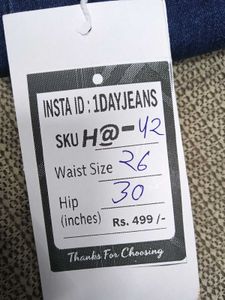 INSTA ID : 1DAYJEANS
SKU H@-42
Waist Size 26
Hip 30
(inches) Rs. 499 /-
Thanks For Choosing